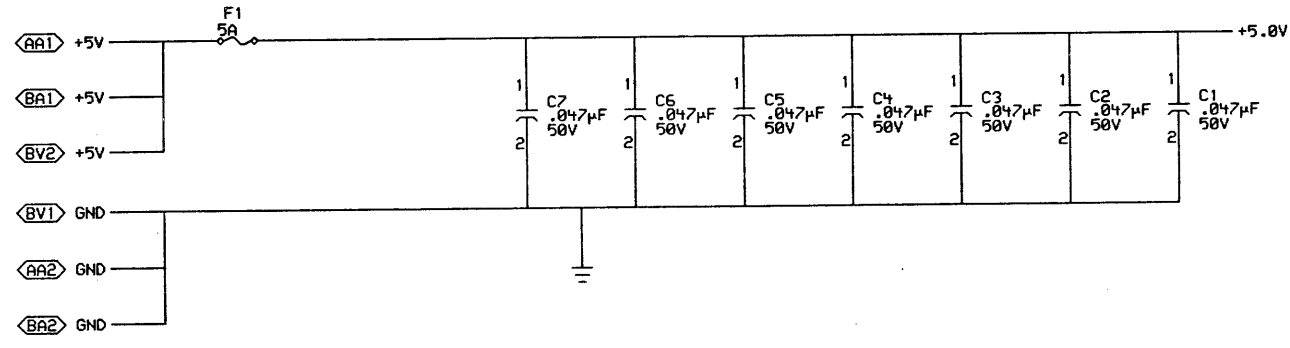 F1
5A
AA1 +5V
+5.0V
BA1 +5V
BV2 +5V
1
C7
.047µF
50V
2
1
C6
.047µF
50V
2
1
C5
.047µF
50V
2
1
C4
.047µF
50V
2
1
C3
.047µF
50V
2
1
C2
.047µF
50V
2
1
C1
.047µF
50V
2
BV1 GND
AA2 GND
BA2 GND